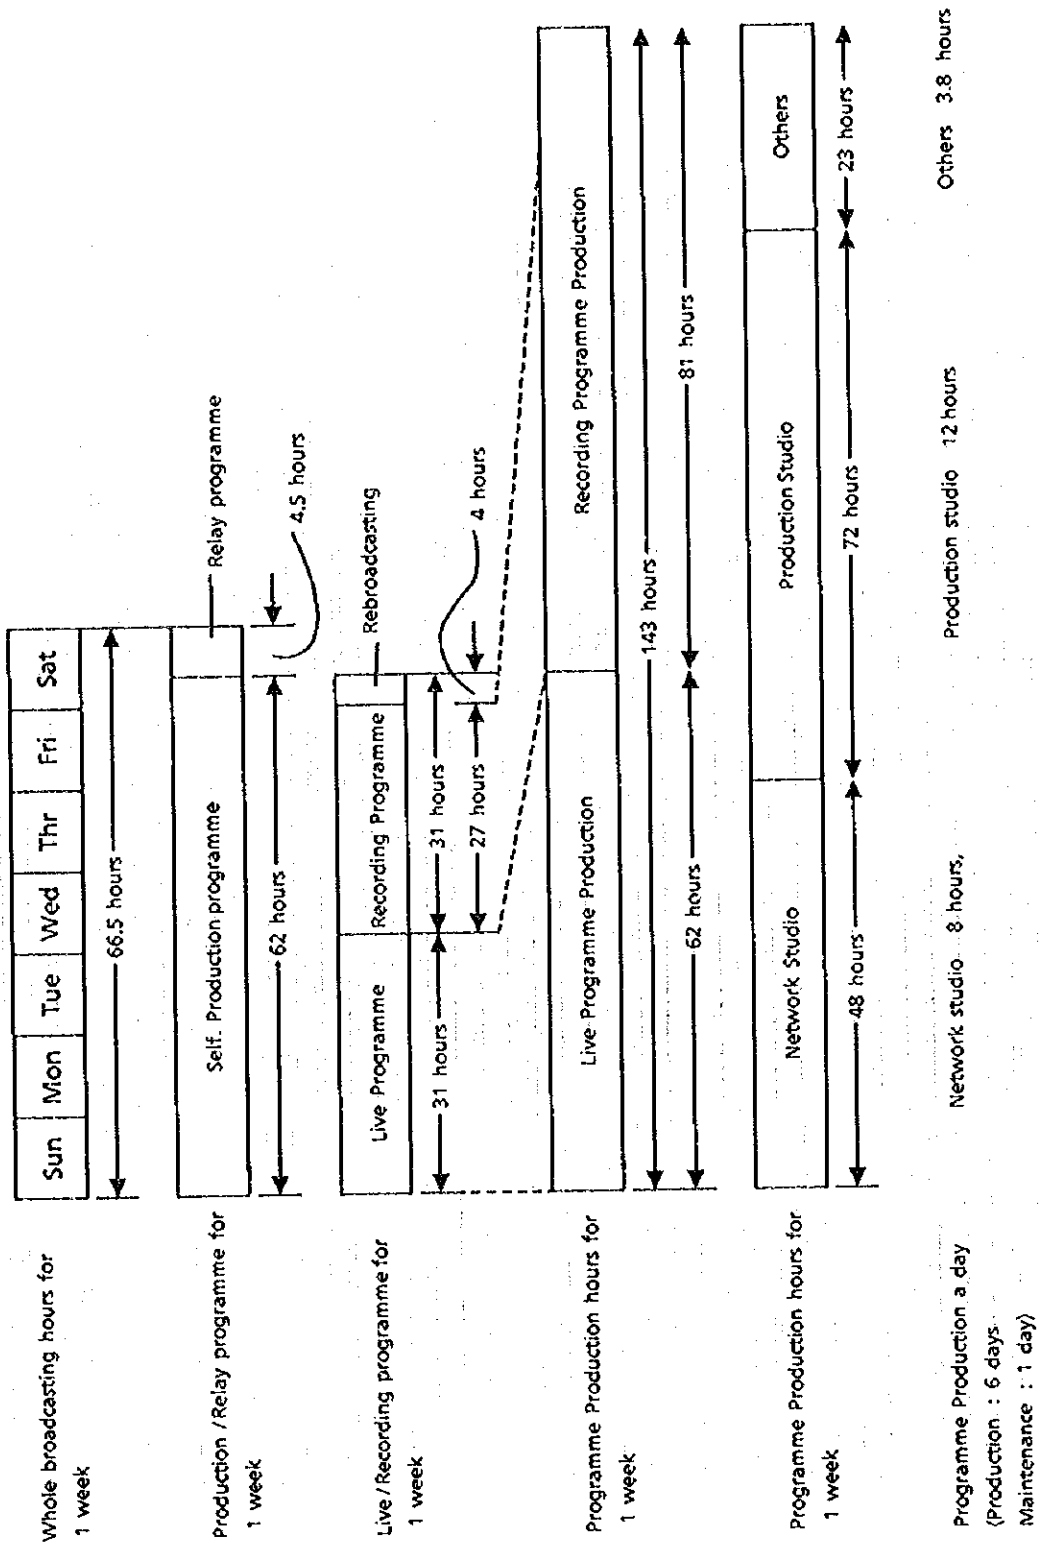 Whole broadcasting hours for
1 week
Sun Mon Tue Wed Thr Fri Sat
66.5 hours
Production / Relay programme for
1 week
Self. Production programme
Relay programme
62 hours
4.5 hours
Live / Recording programme for
1 week
Live Programme
Recording Programme
Rebroadcasting
31 hours
31 hours
27 hours
4 hours
Programme Production hours for
1 week
Live Programme Production
Recording Programme Production
143 hours
62 hours
81 hours
Programme Production hours for
1 week
Network Studio
Production Studio
Others
48 hours
72 hours
23 hours
Programme Production a day
(Production : 6 days
Maintenance : 1 day)
Network studio 8 hours,
Production studio 12 hours
Others 3.8 hours